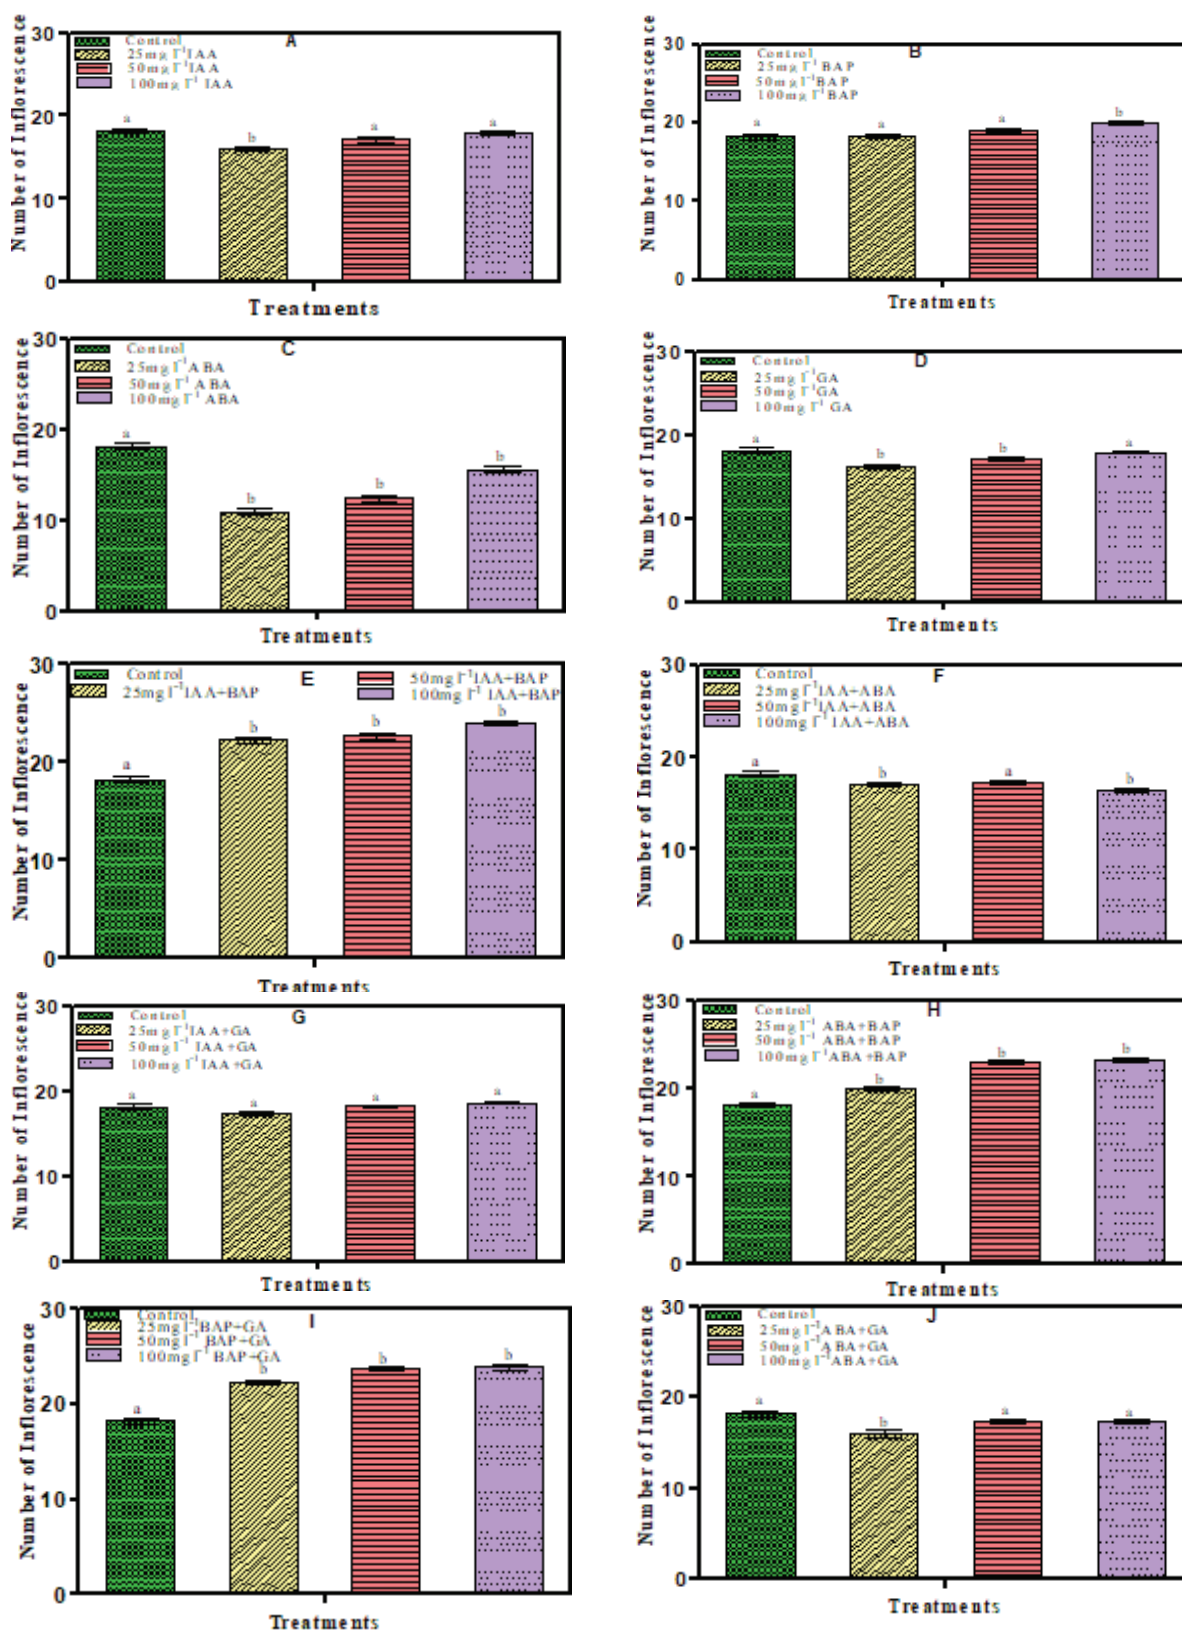 A
Control
25mg l⁻¹IAA
50mg l⁻¹IAA
100mg l⁻¹ IAA
Number of Inflorescence
30
20
10
0
a
b
a
a
Treatments
B
Control
25mg l⁻¹BAP
50mg l⁻¹BAP
100mg l⁻¹BAP
Number of Inflorescence
30
20
10
0
a
a
a
b
Treatments
C
Control
25mg l⁻¹ABA
50mg l⁻¹ ABA
100mg l⁻¹ ABA
Number of Inflorescence
30
20
10
0
a
b
b
b
Treatments
D
Control
25mg l⁻¹GA
50mg l⁻¹GA
100mg l⁻¹ GA
Number of Inflorescence
30
20
10
0
a
b
b
a
Treatments
E
Control
25mg l⁻¹IAA+BAP
50mg l⁻¹IAA+BAP
100mg l⁻¹ IAA+BAP
Number of Inflorescence
30
20
10
0
a
b
b
b
Treatments
F
Control
25mg l⁻¹IAA+ABA
50mg l⁻¹IAA+ABA
100mg l⁻¹ IAA+ABA
Number of Inflorescence
30
20
10
0
a
b
a
b
Treatments
G
Control
25mg l⁻¹IAA+GA
50mg l⁻¹ IAA+GA
100mg l⁻¹ IAA+GA
Number of Inflorescence
30
20
10
0
a
a
a
a
Treatments
H
Control
25mg l⁻¹ ABA+BAP
50mg l⁻¹ ABA+BAP
100mg l⁻¹ABA+BAP
Number of Inflorescence
30
20
10
0
a
b
b
b
Treatments
I
Control
25mg l⁻¹BAP+GA
50mg l⁻¹BAP+GA
100mg l⁻¹ BAP+GA
Number of Inflorescence
30
20
10
0
a
b
b
b
Treatments
J
Control
25mg l⁻¹ABA+GA
50mg l⁻¹ABA+GA
100mg l⁻¹ABA+GA
Number of Inflorescence
30
20
10
0
a
b
a
a
Treatments